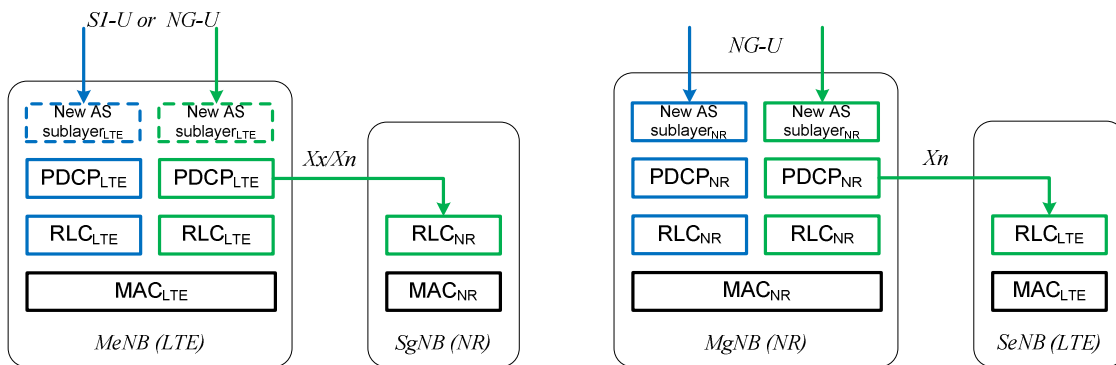 S1-U or NG-U
New AS
sublayerLTE
New AS
sublayerLTE
PDCPLTE
PDCPLTE
Xx/Xn
RLCLTE
RLCLTE
RLCNR
MACLTE
MACNR
MeNB (LTE)
SgNB (NR)
NG-U
New AS
sublayerNR
New AS
sublayerNR
PDCPNR
PDCPNR
Xn
RLCNR
RLCNR
RLCLTE
MACNR
MACLTE
MgNB (NR)
SeNB (LTE)